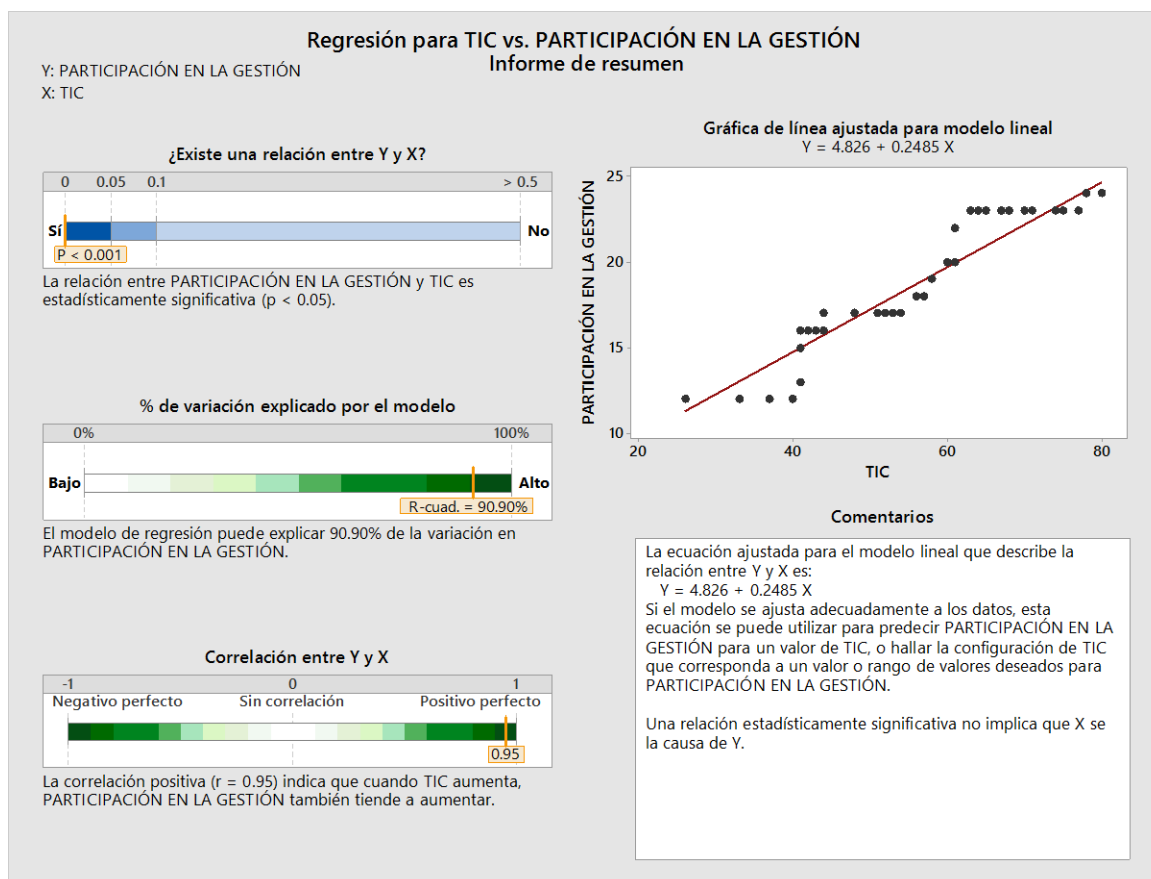 Regresión para TIC vs. PARTICIPACIÓN EN LA GESTIÓN
Informe de resumen
Y: PARTICIPACIÓN EN LA GESTIÓN
X: TIC
¿Existe una relación entre Y y X?
0 0.05 0.1 > 0.5
Sí No
P < 0.001
La relación entre PARTICIPACIÓN EN LA GESTIÓN y TIC es
estadísticamente significativa (p < 0.05).
% de variación explicado por el modelo
0% 100%
Bajo Alto
R-cuad. = 90.90%
El modelo de regresión puede explicar 90.90% de la variación en
PARTICIPACIÓN EN LA GESTIÓN.
Correlación entre Y y X
-1 0 1
Negativo perfecto Sin correlación Positivo perfecto
0.95
La correlación positiva (r = 0.95) indica que cuando TIC aumenta,
PARTICIPACIÓN EN LA GESTIÓN también tiende a aumentar.
Gráfica de línea ajustada para modelo lineal
Y = 4.826 + 0.2485 X
PARTICIPACIÓN EN LA GESTIÓN
25
20
15
10
20 40 60 80
TIC
Comentarios
La ecuación ajustada para el modelo lineal que describe la
relación entre Y y X es:
Y = 4.826 + 0.2485 X
Si el modelo se ajusta adecuadamente a los datos, esta
ecuación se puede utilizar para predecir PARTICIPACIÓN EN LA
GESTIÓN para un valor de TIC, o hallar la configuración de TIC
que corresponda a un valor o rango de valores deseados para
PARTICIPACIÓN EN LA GESTIÓN.
Una relación estadísticamente significativa no implica que X se
la causa de Y.